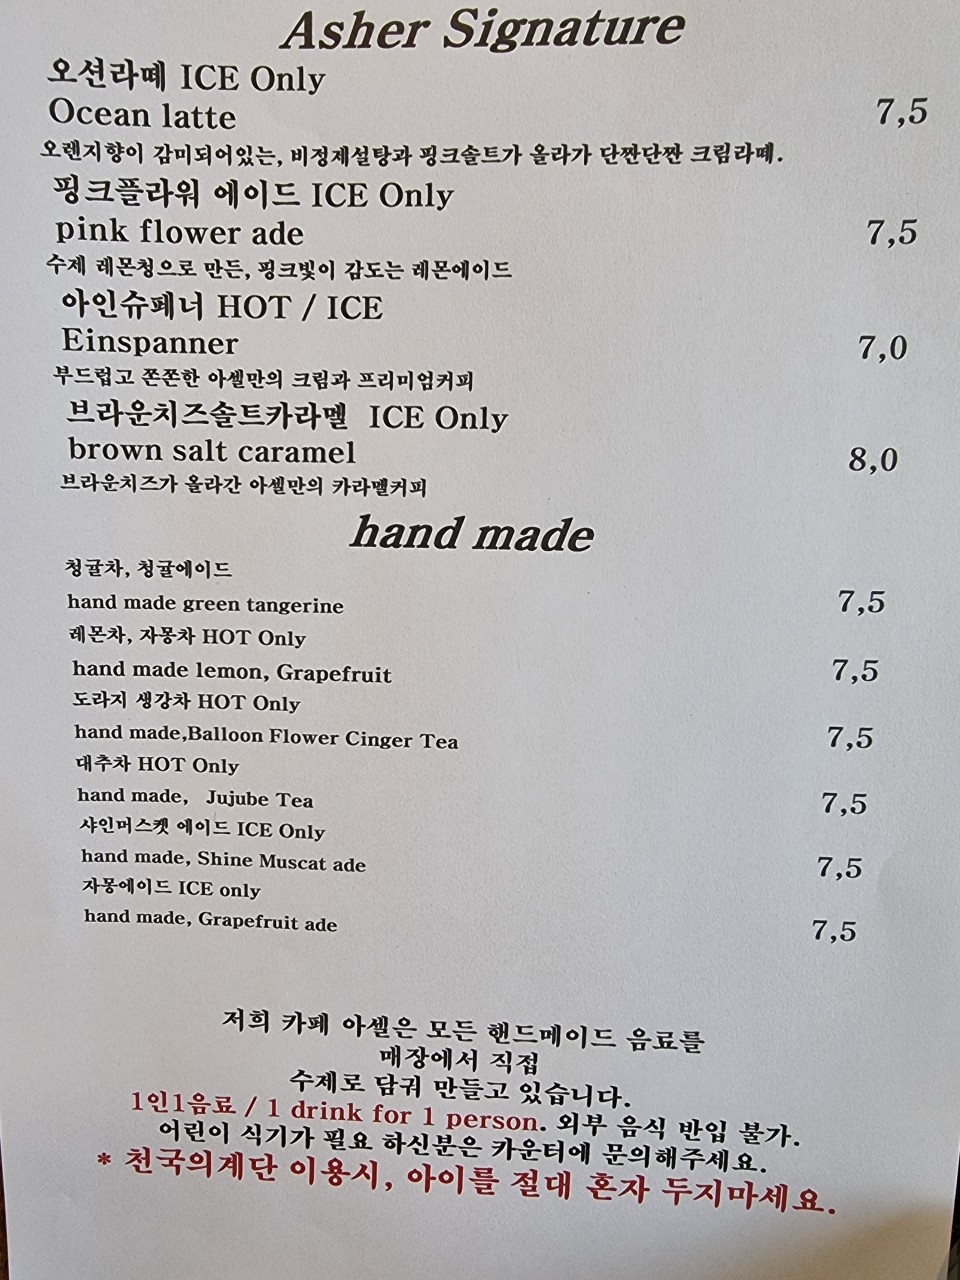 Asher Signature
오션라떼 ICE Only
Ocean latte 7,5
오렌지향이 감미되어있는, 비정제설탕과 핑크솔트가 올라가 단짠단짠 크림라떼.
핑크플라워 에이드 ICE Only
pink flower ade 7,5
수제 레몬청으로 만든, 핑크빛이 감도는 레몬에이드
아인슈페너 HOT / ICE
Einspanner 7,0
부드럽고 쫀쫀한 아셀만의 크림과 프리미엄커피
브라운치즈솔트카라멜 ICE Only
brown salt caramel 8,0
브라운치즈가 올라간 아셀만의 카라멜커피
hand made
청귤차, 청귤에이드
hand made green tangerine 7,5
레몬차, 자몽차 HOT Only
hand made lemon, Grapefruit 7,5
도라지 생강차 HOT Only
hand made,Balloon Flower Cinger Tea 7,5
대추차 HOT Only
hand made, Jujube Tea 7,5
샤인머스캣 에이드 ICE Only
hand made, Shine Muscat ade 7,5
자몽에이드 ICE only
hand made, Grapefruit ade 7,5
저희 카페 아셀은 모든 핸드메이드 음료를
매장에서 직접
수제로 담궈 만들고 있습니다.
1인1음료 / 1 drink for 1 person. 외부 음식 반입 불가.
어린이 식기가 필요 하신분은 카운터에 문의해주세요.
* 천국의계단 이용시, 아이를 절대 혼자 두지마세요.